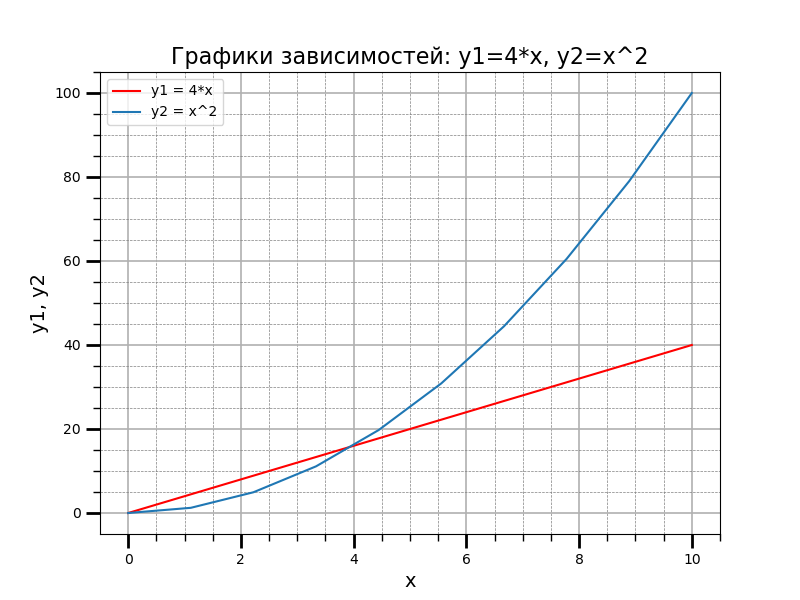 Графики зависимостей: y1=4*x, y2=x^2
y1 = 4*x
y2 = x^2
100
80
60
40
20
0
y1, y2
0 2 4 6 8 10
x